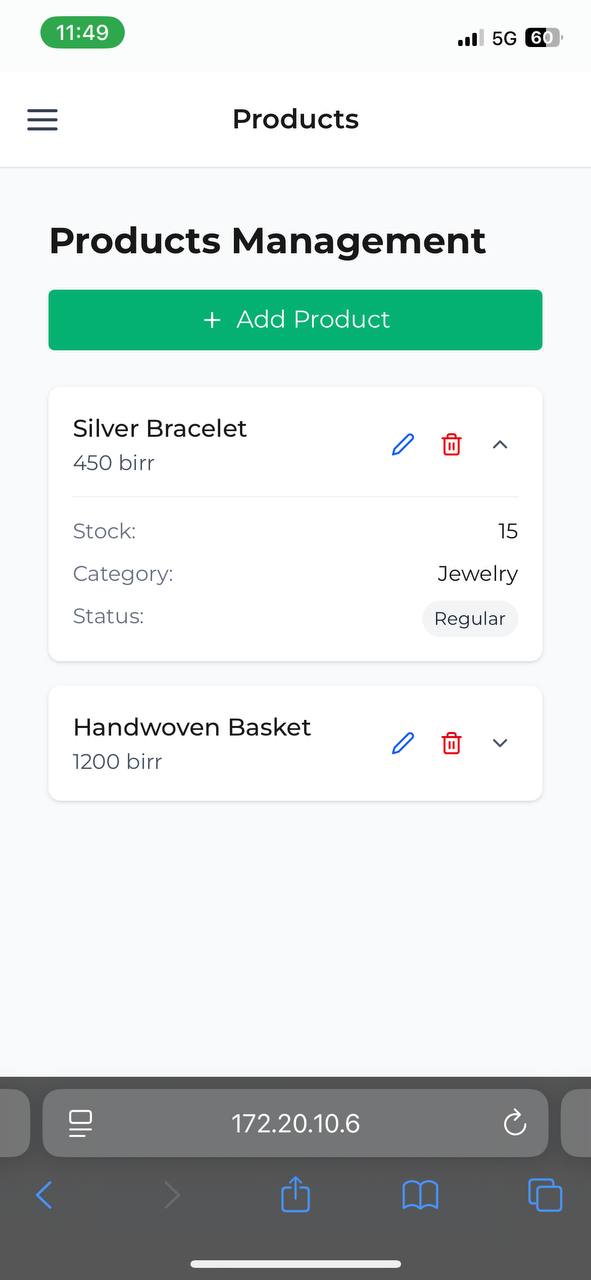 11:49
5G 60
Products
Products Management
+ Add Product
Silver Bracelet
450 birr
Stock: 15
Category: Jewelry
Status: Regular
Handwoven Basket
1200 birr
172.20.10.6